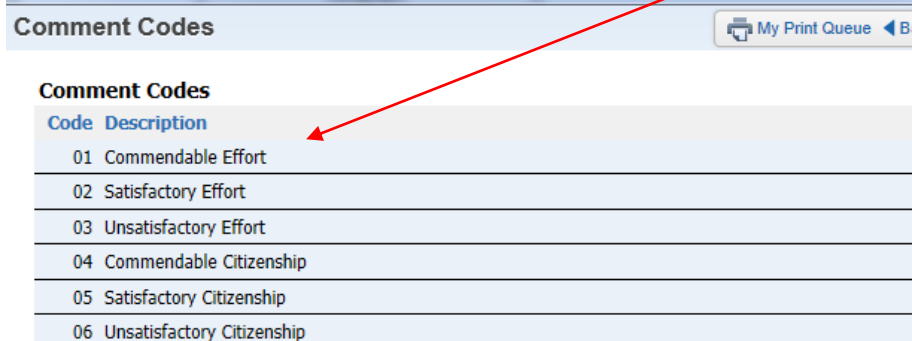 Comment Codes My Print Queue
Comment Codes
Code Description
01 Commendable Effort
02 Satisfactory Effort
03 Unsatisfactory Effort
04 Commendable Citizenship
05 Satisfactory Citizenship
06 Unsatisfactory Citizenship